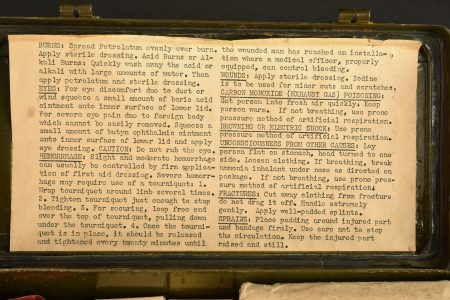 BURNS: Spread Petrolatum evenly over burn.
Apply sterile dressing. Acid Burns or Al-
kali Burns: Quickly wash away the acid or
alkali with large amounts of water. Then
apply petrolatum and sterile dressing.
EYES: For eye discomfort due to dust or
wind squeeze a small amount of boric acid
ointment onto inner surface of lower lid.
For severe eye pain due to foreign body
which cannot be easily removed. Squeeze a
small amount of butyn ophthalmic ointment
onto inner surface of lower lid and apply
eye dressing. CAUTION: Do not rub the eye.
HEMORRHAGE: Slight and moderate hemorrhage
can usually be controlled by firm applica-
tion of first aid dressing. Severe hemorr-
hage may require use of a tourniquet: 1.
Wrap tourniquet around limb several times.
2. Tighten tourniquet just enough to stop
bleeding. 3. For securing, loop free end
over the top of tourniquet, pulling down
under the tourniquet. 4. Once the tourni-
quet is in place, it should be released
and tightened every twenty minutes until
the wounded man has reached an installa-
tion where a medical officer, properly
equipped, can control bleeding.
WOUNDS: Apply sterile dressing. Iodine
is to be used for minor cuts and scratches.
CARBON MONOXIDE (EXHAUST GAS) POISONING:
Get person into fresh air quickly. Keep
person warm. If not breathing, use prone
pressure method of artificial respiration.
DROWNING OR ELECTRIC SHOCK: Use prone
pressure method of artificial respiration.
UNCONSCIOUSNESS FROM OTHER CAUSES: Lay
person flat on stomach, head turned to one
side. Loosen clothing. If breathing, break
ammonia inhalant under nose as directed on
package. If not breathing, use prone pres-
sure method of artificial respiration.
FRACTURES: Cut away clothing from fracture
do not drag it off. Handle extremely
gently. Apply well-padded splints.
SPRAINS: Place padding around injured part
and bandage firmly. Use care not to stop
the circulation. Keep the injured part
raised and still.